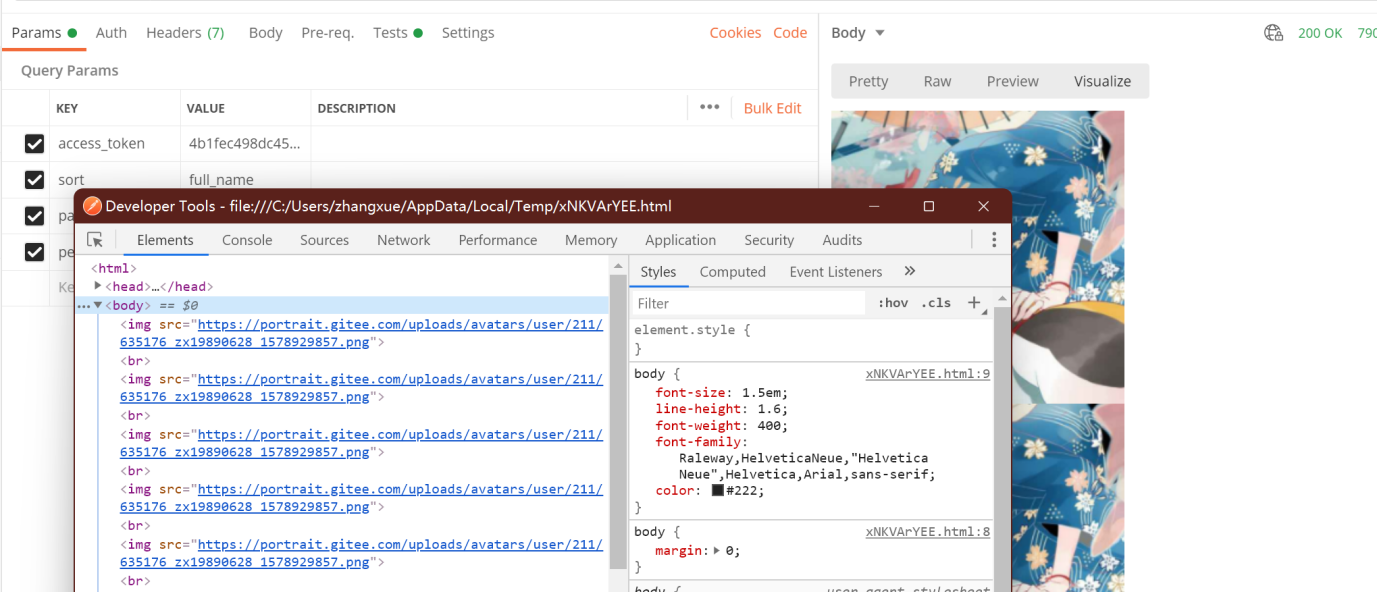 Params Auth Headers (7) Body Pre-req. Tests Settings Cookies Code
Body 200 OK 790
Query Params
Pretty Raw Preview Visualize
KEY VALUE DESCRIPTION ••• Bulk Edit
access_token 4b1fec498dc45...
sort full_name
pa
pe
Ke
Developer Tools - file:///C:/Users/zhangxue/AppData/Local/Temp/xNKVArYEE.html
Elements Console Sources Network Performance Memory Application Security Audits
<html>
<head>…</head>
<body> == $0
<img src="https://portrait.gitee.com/uploads/avatars/user/211/
635176_zx19890628_1578929857.png">
<br>
<img src="https://portrait.gitee.com/uploads/avatars/user/211/
635176_zx19890628_1578929857.png">
<br>
<img src="https://portrait.gitee.com/uploads/avatars/user/211/
635176_zx19890628_1578929857.png">
<br>
<img src="https://portrait.gitee.com/uploads/avatars/user/211/
635176_zx19890628_1578929857.png">
<br>
<img src="https://portrait.gitee.com/uploads/avatars/user/211/
635176_zx19890628_1578929857.png">
<br>
Styles Computed Event Listeners »
Filter :hov .cls +
element.style {
}
body { xNKVArYEE.html:9
font-size: 1.5em;
line-height: 1.6;
font-weight: 400;
font-family:
Raleway,HelveticaNeue,"Helvetica
Neue",Helvetica,Arial,sans-serif;
color: #222;
}
body { xNKVArYEE.html:8
margin: 0;
}
body { user agent stylesheet